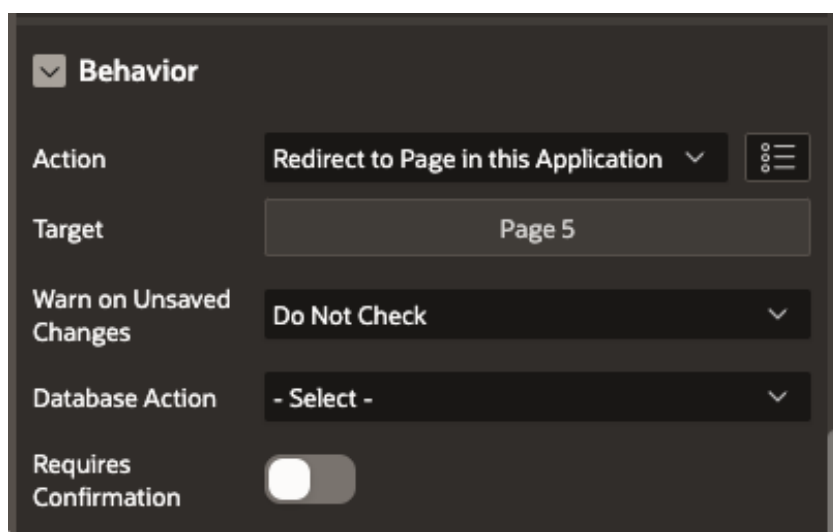 Behavior
Action
Redirect to Page in this Application
Target
Page 5
Warn on Unsaved
Changes
Do Not Check
Database Action
- Select -
Requires
Confirmation